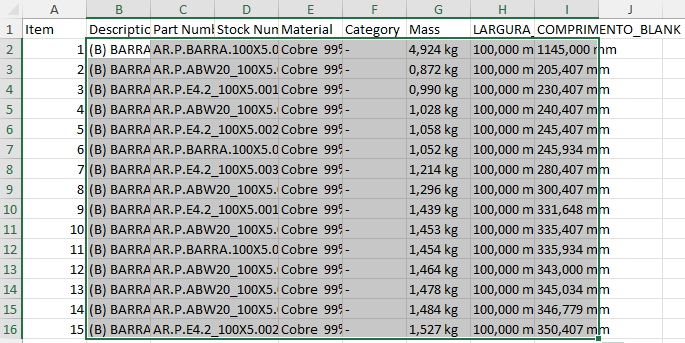 A B C D E F G H I J
1 Item Descriptic Part Numl Stock Nun Material Finish Category Mass LARGURA_COMPRIMENTO_BLANK
2 1 (B) BARRA AR.P.BARRA.100X5.0 Cobre 99% - 4,924 kg 100,000 m 1145,000 mm
3 2 (B) BARRA AR.P.ABW20_100X5.0 Cobre 99% - 0,872 kg 100,000 m 205,407 mm
4 3 (B) BARRA AR.P.E4.2_100X5.001 Cobre 99% - 0,990 kg 100,000 m 230,407 mm
5 4 (B) BARRA AR.P.ABW20_100X5.0 Cobre 99% - 1,028 kg 100,000 m 240,407 mm
6 5 (B) BARRA AR.P.E4.2_100X5.002 Cobre 99% - 1,058 kg 100,000 m 245,407 mm
7 6 (B) BARRA AR.P.BARRA.100X5.0 Cobre 99% - 1,052 kg 100,000 m 245,934 mm
8 7 (B) BARRA AR.P.E4.2_100X5.003 Cobre 99% - 1,214 kg 100,000 m 280,407 mm
9 8 (B) BARRA AR.P.ABW20_100X5.0 Cobre 99% - 1,296 kg 100,000 m 300,407 mm
10 9 (B) BARRA AR.P.E4.2_100X5.001 Cobre 99% - 1,439 kg 100,000 m 331,648 mm
11 10 (B) BARRA AR.P.ABW20_100X5.0 Cobre 99% - 1,453 kg 100,000 m 335,407 mm
12 11 (B) BARRA AR.P.BARRA.100X5.0 Cobre 99% - 1,454 kg 100,000 m 335,934 mm
13 12 (B) BARRA AR.P.ABW20_100X5.0 Cobre 99% - 1,464 kg 100,000 m 343,000 mm
14 13 (B) BARRA AR.P.ABW20_100X5.0 Cobre 99% - 1,478 kg 100,000 m 345,034 mm
15 14 (B) BARRA AR.P.ABW20_100X5.0 Cobre 99% - 1,484 kg 100,000 m 346,779 mm
16 15 (B) BARRA AR.P.E4.2_100X5.002 Cobre 99% - 1,527 kg 100,000 m 350,407 mm